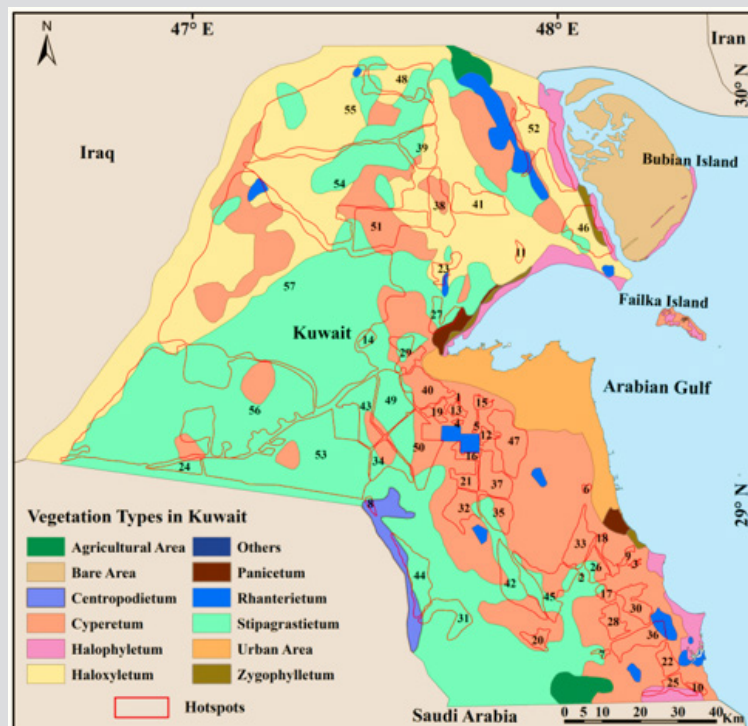 N
47° E
48° E
Iran
30° N
48
55
52
Iraq
39
Bubian Island
54
38
41
51
46
23
11
57
27
Failka Island
Kuwait
14
29
Arabian Gulf
40
1
15
49
19
13
43
4
5
12
56
47
50
16
53
34
24
21
37
6
29° N
8
32
35
Vegetation Types in Kuwait
33
18
Agricultural Area
Others
9
3
Bare Area
Panicetum
44
42
2
26
Centropodietum
Rhanterietum
45
17
Cyperetum
Stipagrastietum
31
30
28
Halophyletum
Urban Area
20
36
Haloxyletum
Zygophylletum
7
22
Hotspots
25
10
Saudi Arabia
0 5 10 20 30 40
Km